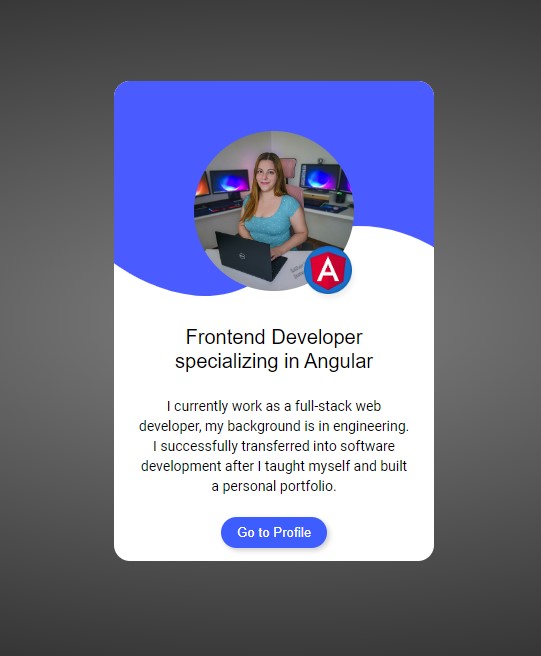 A
Frontend Developer
specializing in Angular
I currently work as a full-stack web
developer, my background is in engineering.
I successfully transferred into software
development after I taught myself and built
a personal portfolio.
Go to Profile